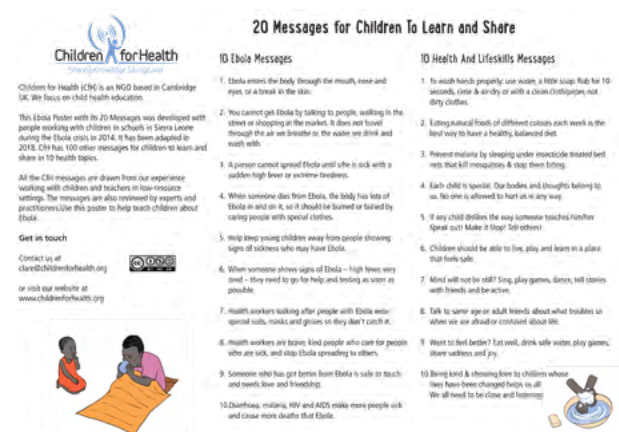 20 Messages for Children To Learn and Share
Children for Health
Children for Health (CfH) is an NGO based in Cambridge
UK. We focus on child health education.
This Ebola Poster with its 20 Messages was developed with
people working with children in schools in Sierra Leone
during the Ebola crisis in 2014. It has been adapted in
2018. CfH has 100 other messages for children to learn and
share in 10 health topics.
All the CfH messages are drawn from our experience
working with children and teachers in low-resource
settings. The messages are also reviewed by experts and
practitioners. Use this poster to help teach children about
Ebola.
Get in touch
Contact us at
clare@childrenforhealth.org
or visit our website at
www.childrenforhealth.org
10 Ebola Messages
1. Ebola enters the body through the mouth, nose and
eyes, or a break in the skin.
2. You cannot get Ebola by talking to people, walking in the
street or shopping in the market. It does not travel
through the air we breathe or the water we drink and
wash with.
3. A person cannot spread Ebola until s/he is sick with a
sudden high fever or extreme tiredness.
4. When someone dies from Ebola, the body has lots of
Ebola in and on it, so it should be burned or buried by
caring people with special clothes.
5. Help keep young children away from people showing
signs of sickness who may have Ebola.
6. When someone shows signs of Ebola – high fever, very
tired – they need to go for help and testing as soon as
possible.
7. Health workers looking after people with Ebola wear
special suits, masks and gloves so they don't catch it.
8. Health workers are brave, kind people who care for people
who are sick, and stop Ebola spreading to others.
9. Someone who has got better from Ebola is safe to touch
and needs love and friendship.
10. Diarrhoea, malaria, HIV and AIDS make more people sick
and cause more deaths that Ebola.
10 Health And Lifeskills Messages
1. To wash hands properly: use water, a little soap. Rub for 10
seconds, rinse & air-dry or with a clean cloth/paper, not
dirty clothes.
2. Eating natural foods of different colours each week is the
best way to have a healthy, balanced diet.
3. Prevent malaria by sleeping under insecticide treated bed
nets that kill mosquitoes & stop them biting.
4. Each child is special. Our bodies and thoughts belong to
us. No one is allowed to hurt us in any way.
5. If any child dislikes the way someone touches him/her
Speak out! Make it Stop! Tell others!
6. Children should be able to live, play and learn in a place
that feels safe.
7. Mind will not be still? Sing, play games, dance, tell stories
with friends and be active.
8. Talk to same age or adult friends about what troubles us
when we are afraid or confused about life.
9. Want to feel better? Eat well, drink safe water, play games,
share sadness and joy.
10. Being kind & showing love to children whose
lives have been changed helps us all
We all need to be close and listening